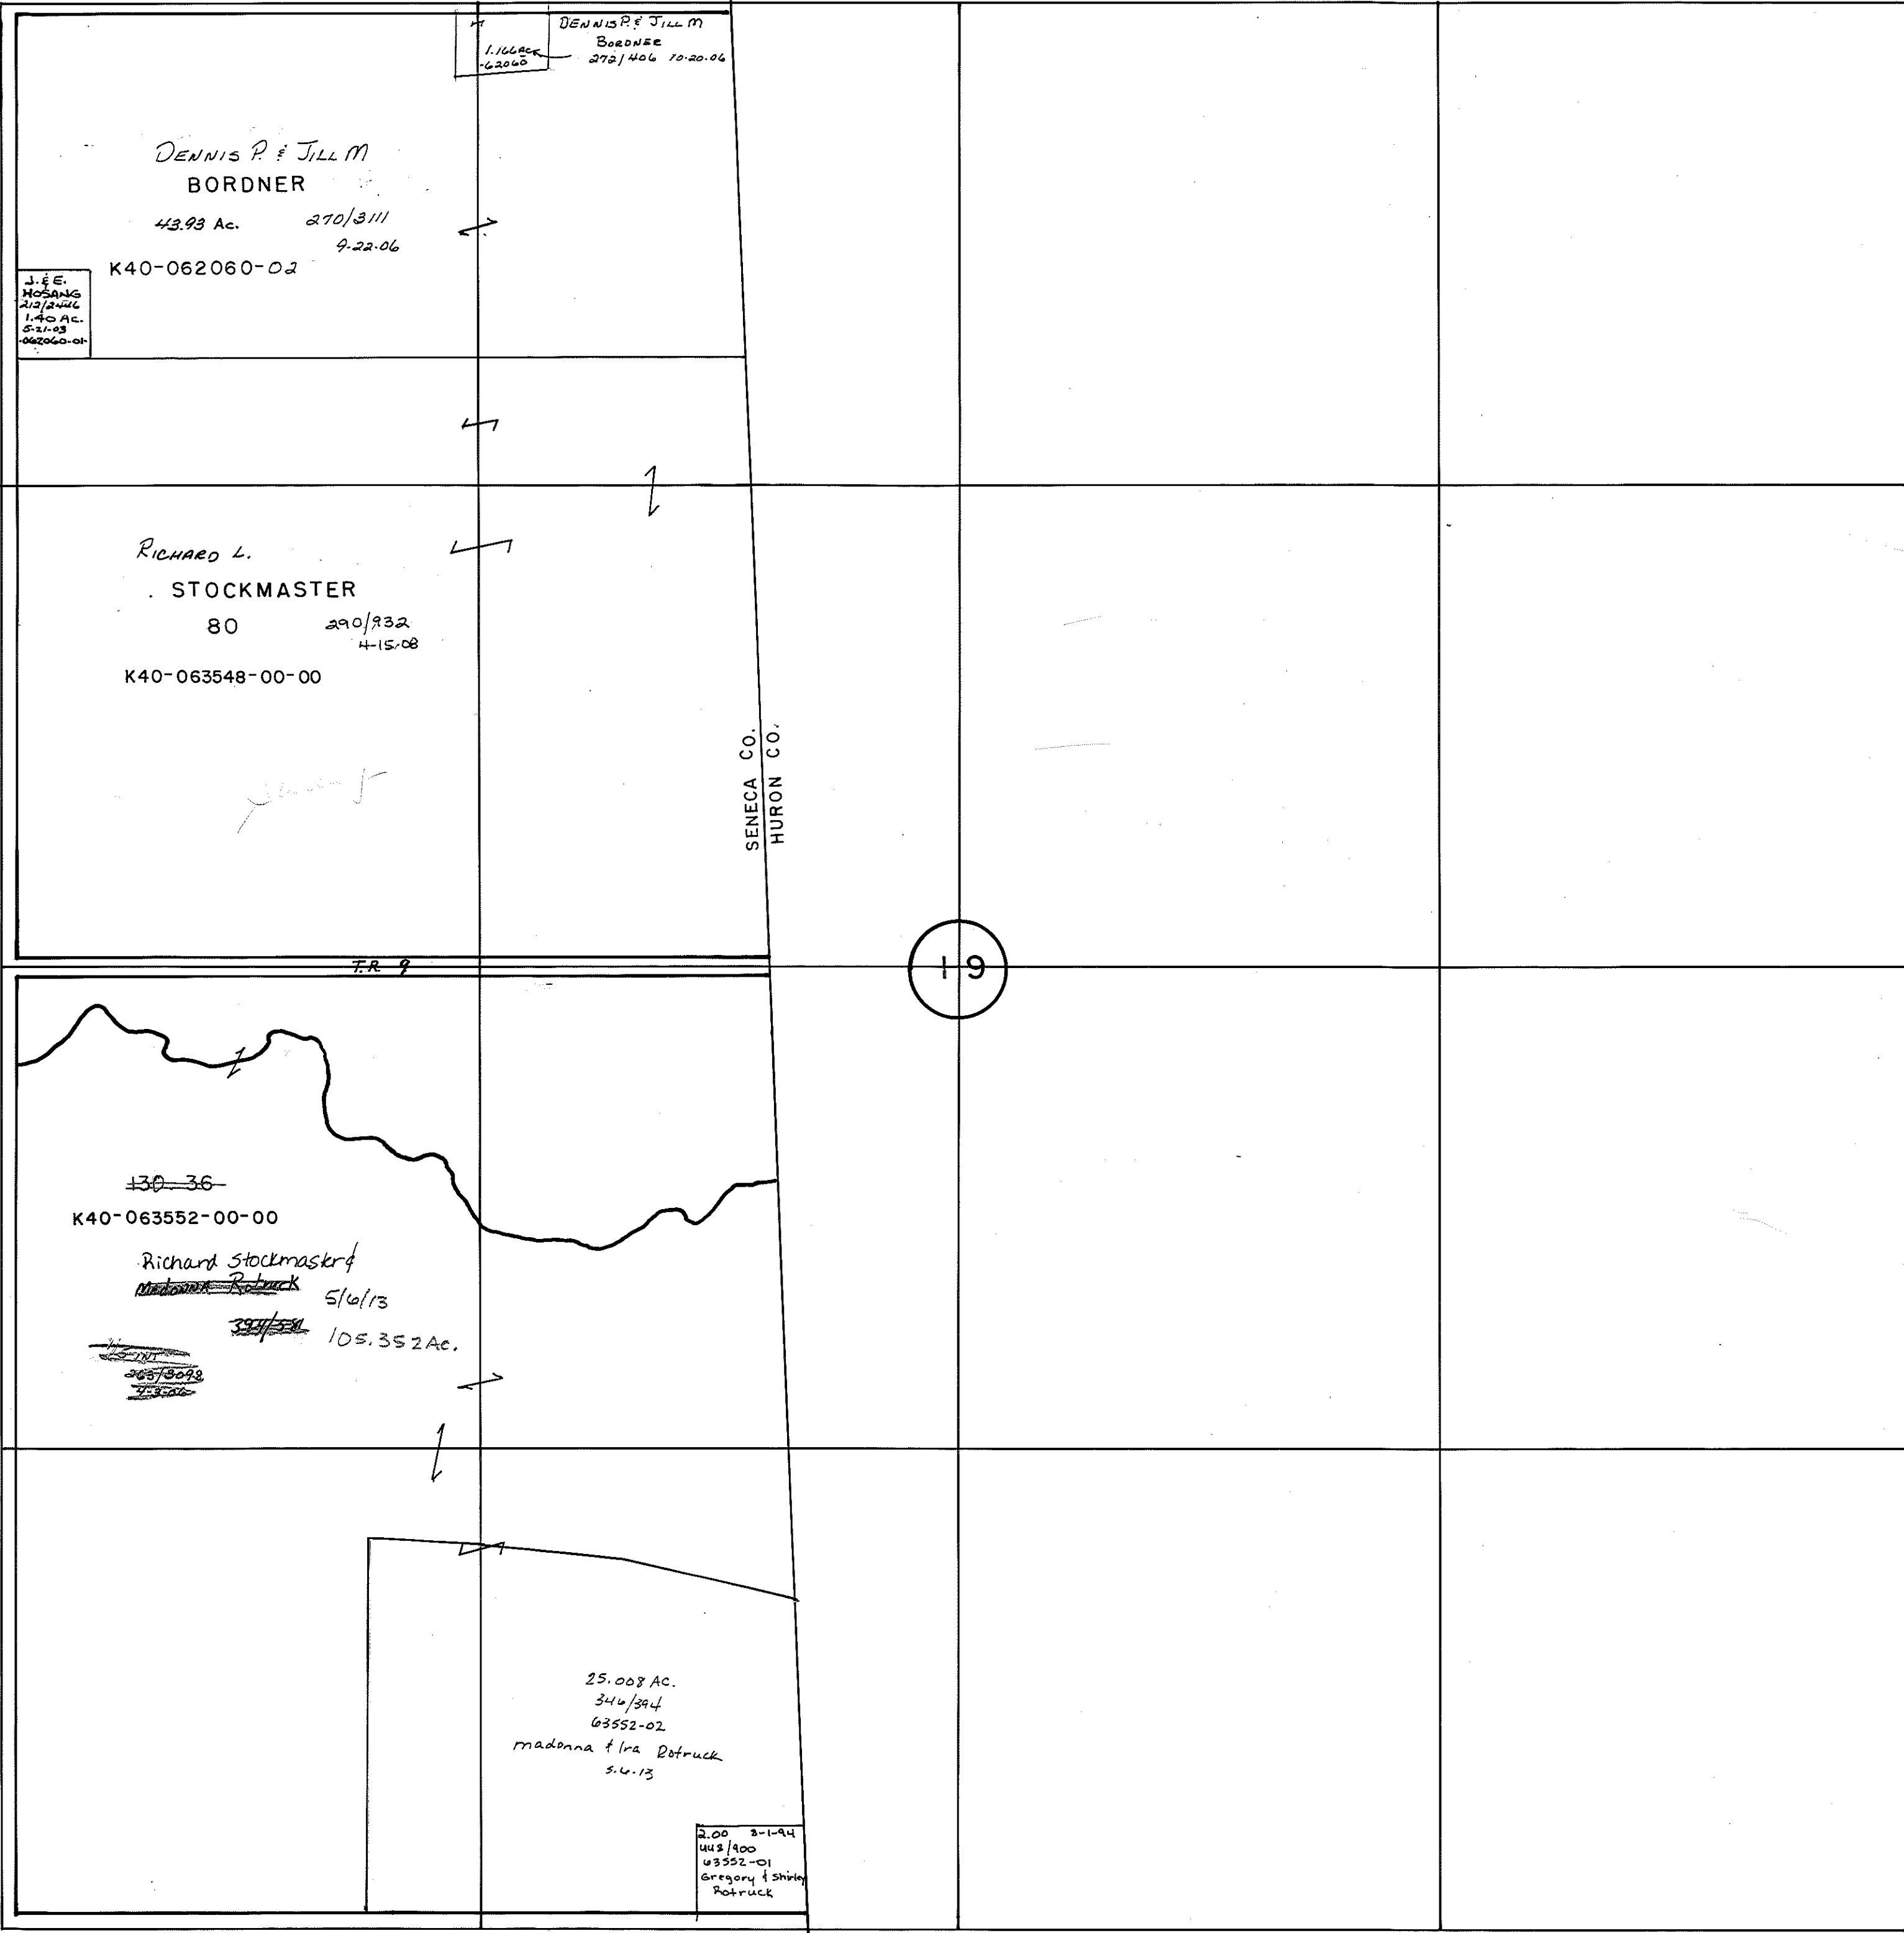 DENNIS P. & JILL M
BORDNER
272/406 10-20-06
1.166 Ac
-62060
DENNIS P. & JILL M
BORDNER
43.93 Ac. 270/3111
9-22-06
K40-062060-02
J. & E.
HOSANG
212/2446
1.40 AC.
5-21-03
-062060-01-
RICHARD L.
STOCKMASTER
80 290/932
4-15-08
K40-063548-00-00
SENECA CO.
HURON CO.
T.R 9
19
130.36
K40-063552-00-00
Richard Stockmaster &
Madonna Rotruck
5/6/13
105.352 Ac.
263/3092
25.008 AC.
346/394
63552-02
madonna & Ira Rotruck
5-6-13
2.00 3-1-94
448/900
63552-01
Gregory & Shirley
Rotruck